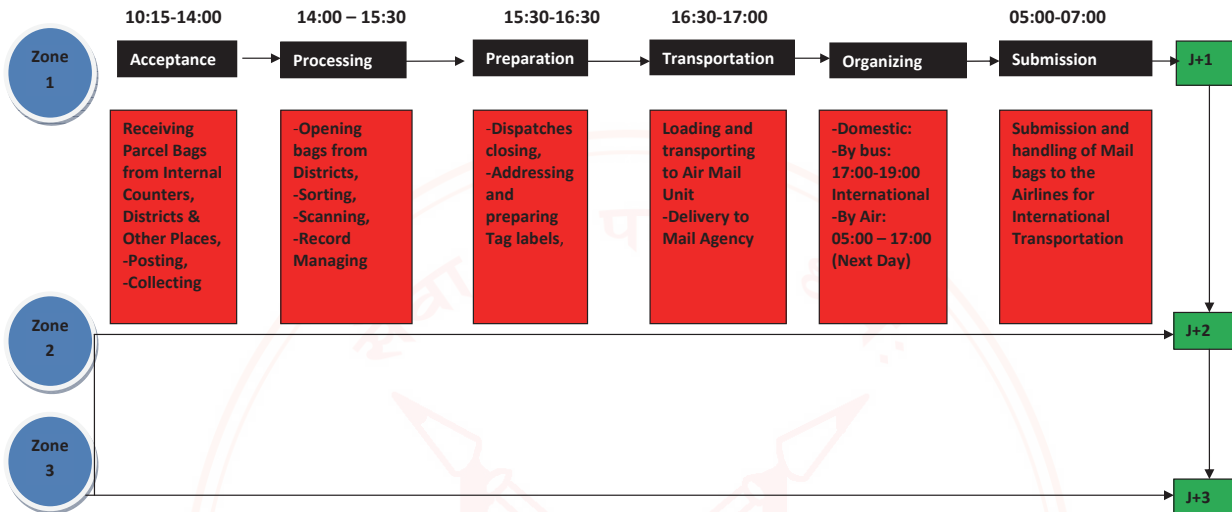 10:15-14:00
14:00 – 15:30
15:30-16:30
16:30-17:00
05:00-07:00
Zone
1
Acceptance
Processing
Preparation
Transportation
Organizing
Submission
J+1
Receiving
Parcel Bags
from Internal
Counters,
Districts &
Other Places,
-Posting,
-Collecting
-Opening
bags from
Districts,
-Sorting,
-Scanning,
-Record
Managing
-Dispatches
closing,
-Addressing
and
preparing
Tag labels,
Loading and
transporting
to Air Mail
Unit
-Delivery to
Mail Agency
-Domestic:
-By bus:
17:00-19:00
International
-By Air:
05:00 – 17:00
(Next Day)
Submission and
handling of Mail
bags to the
Airlines for
International
Transportation
Zone
2
J+2
Zone
3
J+3